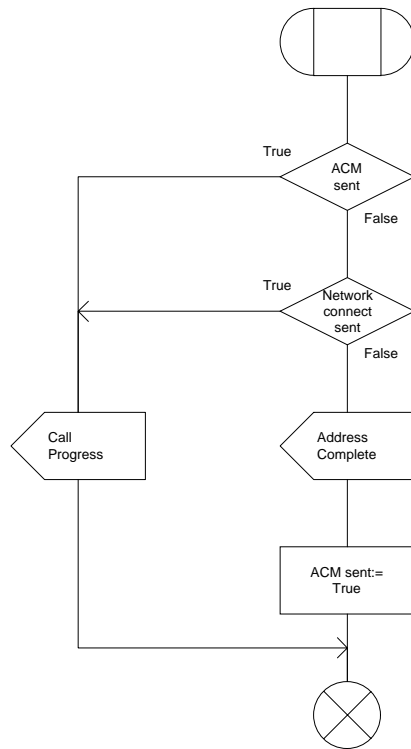 True
ACM
sent
False
True
Network
connect
sent
False
Call
Progress
Address
Complete
ACM sent:=
True